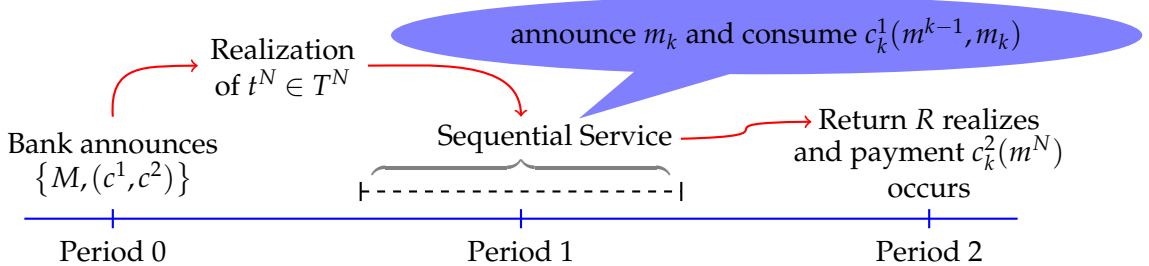 announce $m_k$ and consume $c_k^1(m^{k-1}, m_k)$
Realization
of $t^N \in T^N$
Bank announces
$\{M, (c^1, c^2)\}$
Sequential Service
Return $R$ realizes
and payment $c_k^2(m^N)$
occurs
Period 0
Period 1
Period 2